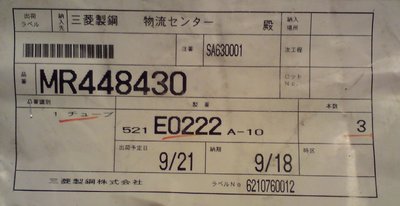 出荷ラベル 納入先 三菱製鋼 物流センター 殿 納入場所
注番 SA630001 次工程
品番 MR448430 ロットNo.
製番 本数
1 チューブ 521 E0222 A-10 3
出荷予定日 9/21 納期 9/18 時区
三菱製鋼株式会社 ラベルNo 6210760012